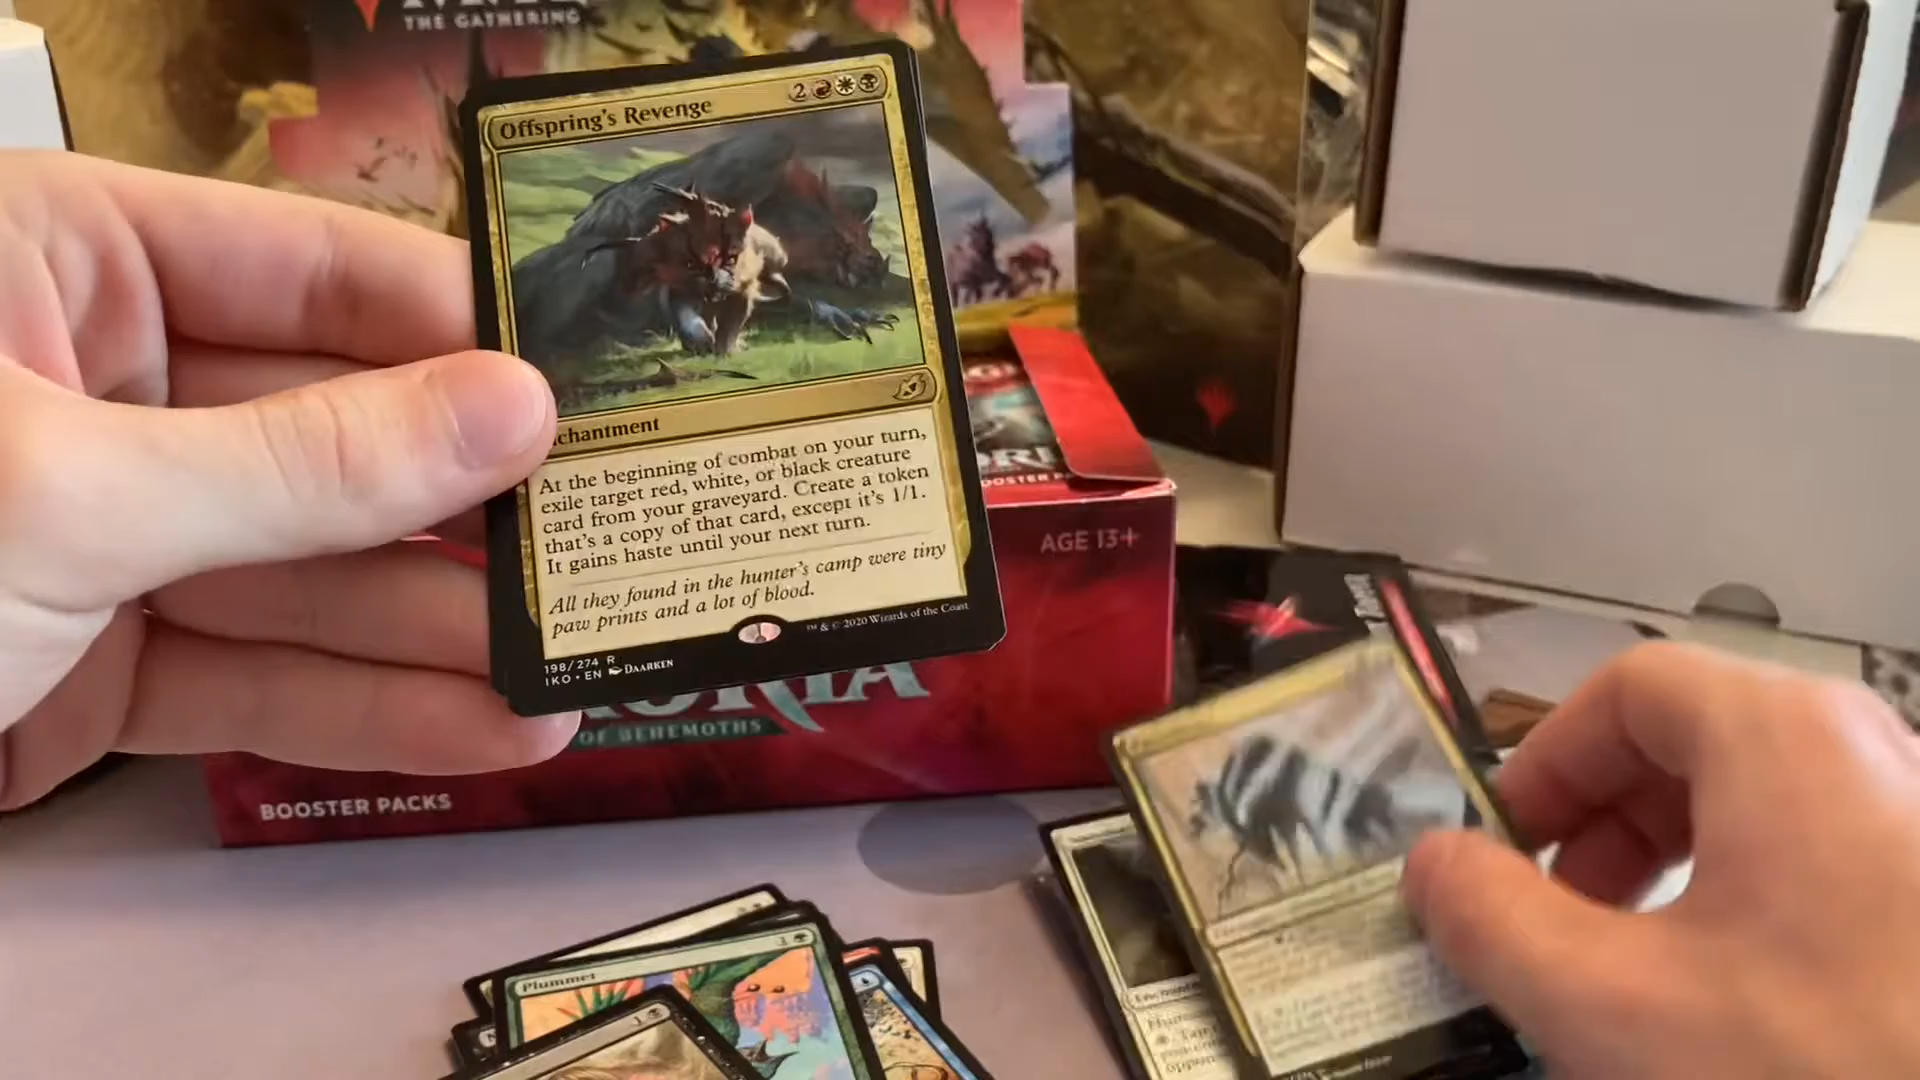 THE GATHERING
Offspring's Revenge
2
chantment
At the beginning of combat on your turn,
exile target red, white, or black creature
card from your graveyard. Create a token
that's a copy of that card, except it's 1/1.
It gains haste until your next turn.
All they found in the hunter's camp were tiny
paw prints and a lot of blood.
198/274 R
IKO • EN DAARKEN
™ & © 2020 Wizards of the Coast
AGE 13+
OF BEHEMOTHS
BOOSTER PACKS
Plummet